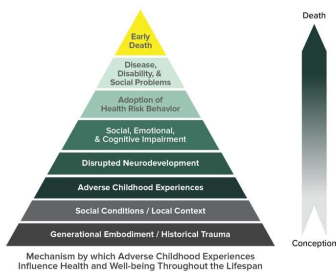 Death
Early
Death
Disease,
Disability, &
Social Problems
Adoption of
Health Risk Behavior
Social, Emotional,
& Cognitive Impairment
Disrupted Neurodevelopment
Adverse Childhood Experiences
Social Conditions / Local Context
Generational Embodiment / Historical Trauma
Conception
Mechanism by which Adverse Childhood Experiences
Influence Health and Well-being Throughout the Lifespan